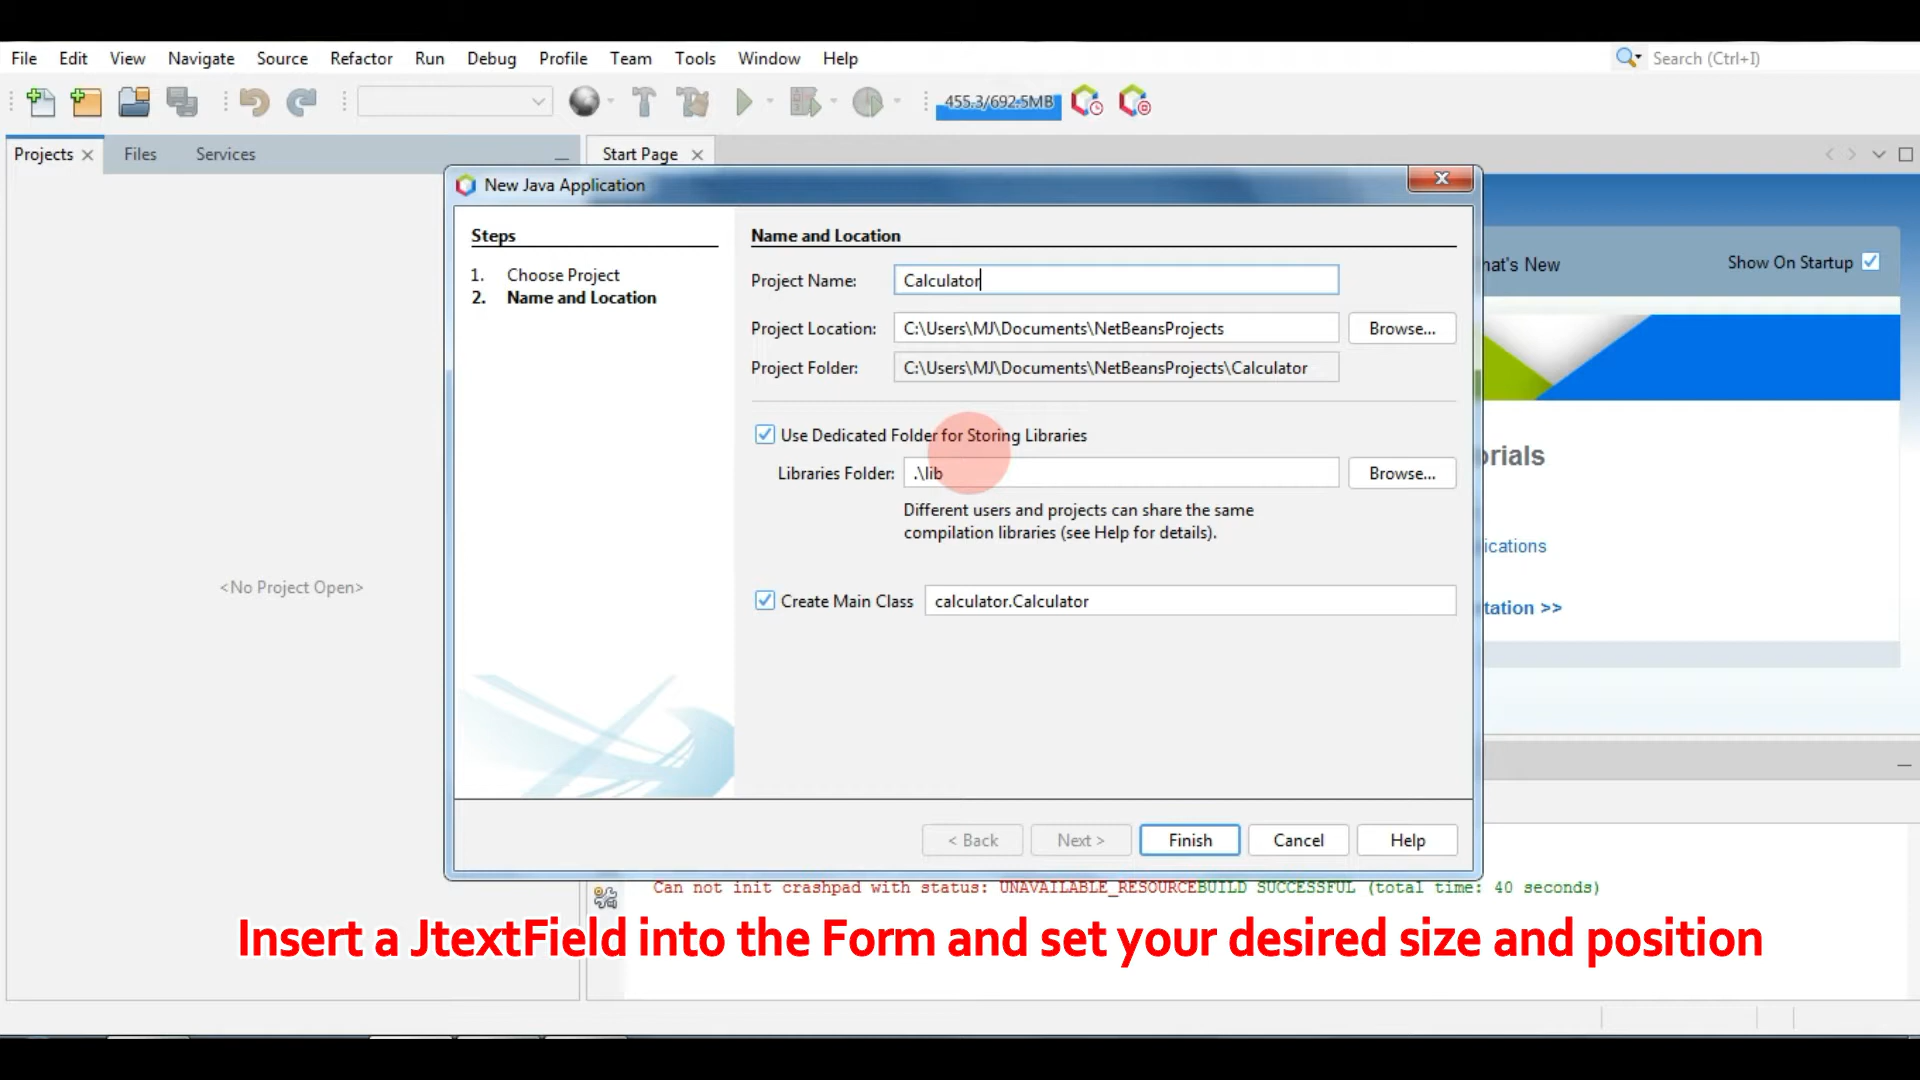 File Edit View Navigate Source Refactor Run Debug Profile Team Tools Window Help Search (Ctrl+I)
455.3/692.5MB
Projects Files Services Start Page
New Java Application
Steps
1. Choose Project
2. Name and Location
Name and Location
Project Name: Calculator
Project Location: C:\Users\MJ\Documents\NetBeansProjects Browse...
Project Folder: C:\Users\MJ\Documents\NetBeansProjects\Calculator
Use Dedicated Folder for Storing Libraries
Libraries Folder: .\lib Browse...
Different users and projects can share the same
compilation libraries (see Help for details).
Create Main Class calculator.Calculator
< Back Next > Finish Cancel Help
<No Project Open>
hat's New Show On Startup
orials
ications
tation >>
Can not init crashpad with status: UNAVAILABLE_RESOURCEBUILD SUCCESSFUL (total time: 40 seconds)
Insert a JtextField into the Form and set your desired size and position